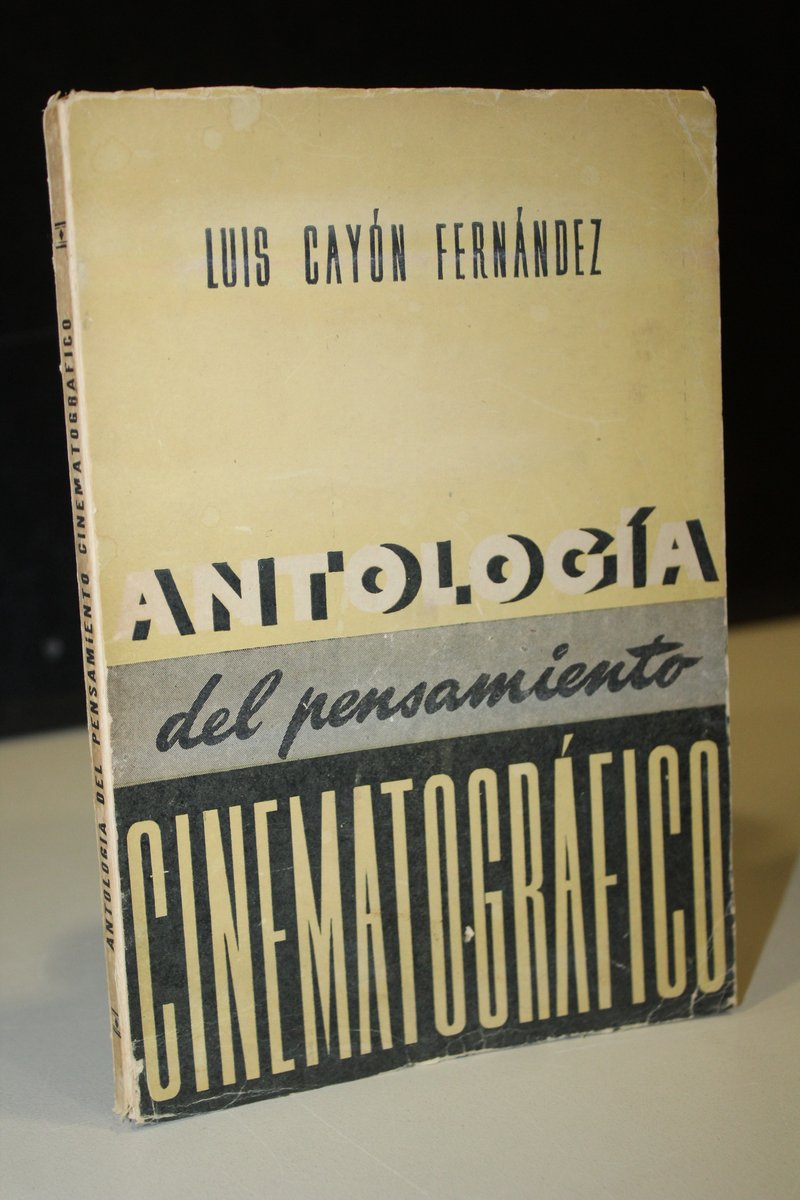 LUIS CAYÓN FERNÁNDEZ
ANTOLOGÍA
del pensamiento
CINEMATOGRÁFICO
ANTOLOGIA DEL PENSAMIENTO CINEMATOGRAFICO